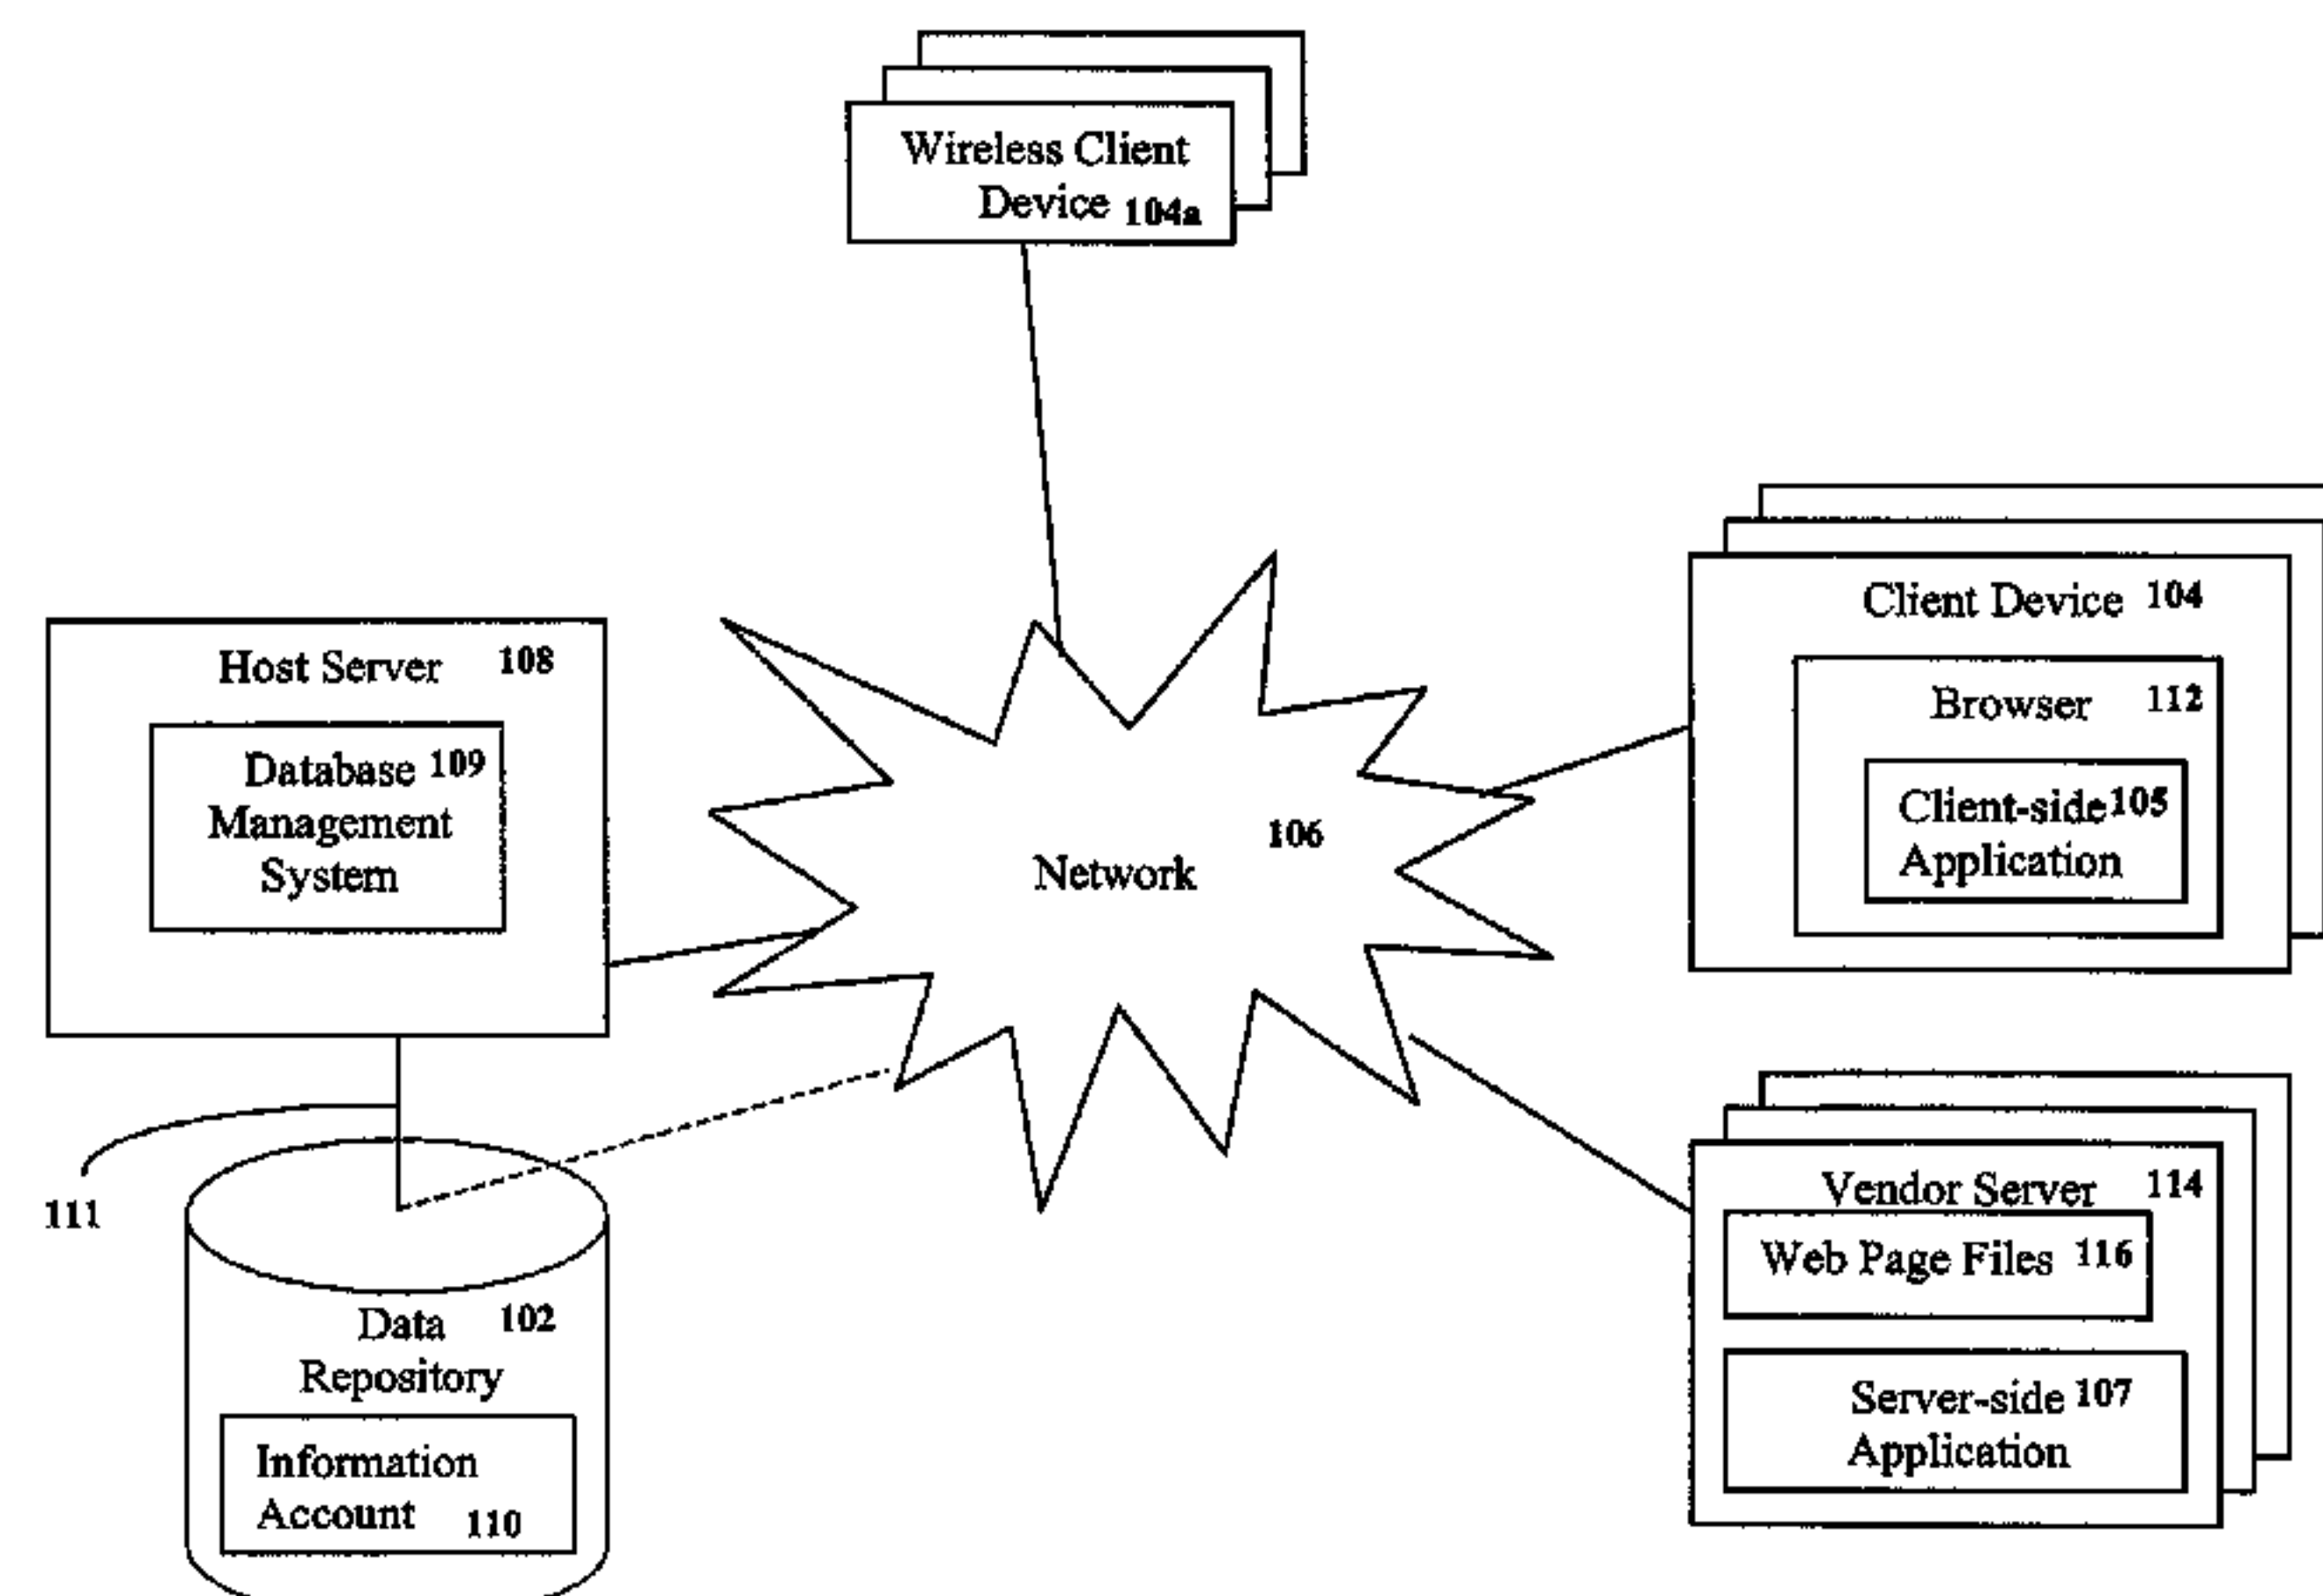 Wireless Client
Device 104a
Host Server 108
Database 109
Management
System
Network 106
Client Device 104
Browser 112
Client-side 105
Application
111
Data 102
Repository
Information
Account 110
Vendor Server 114
Web Page Files 116
Server-side 107
Application